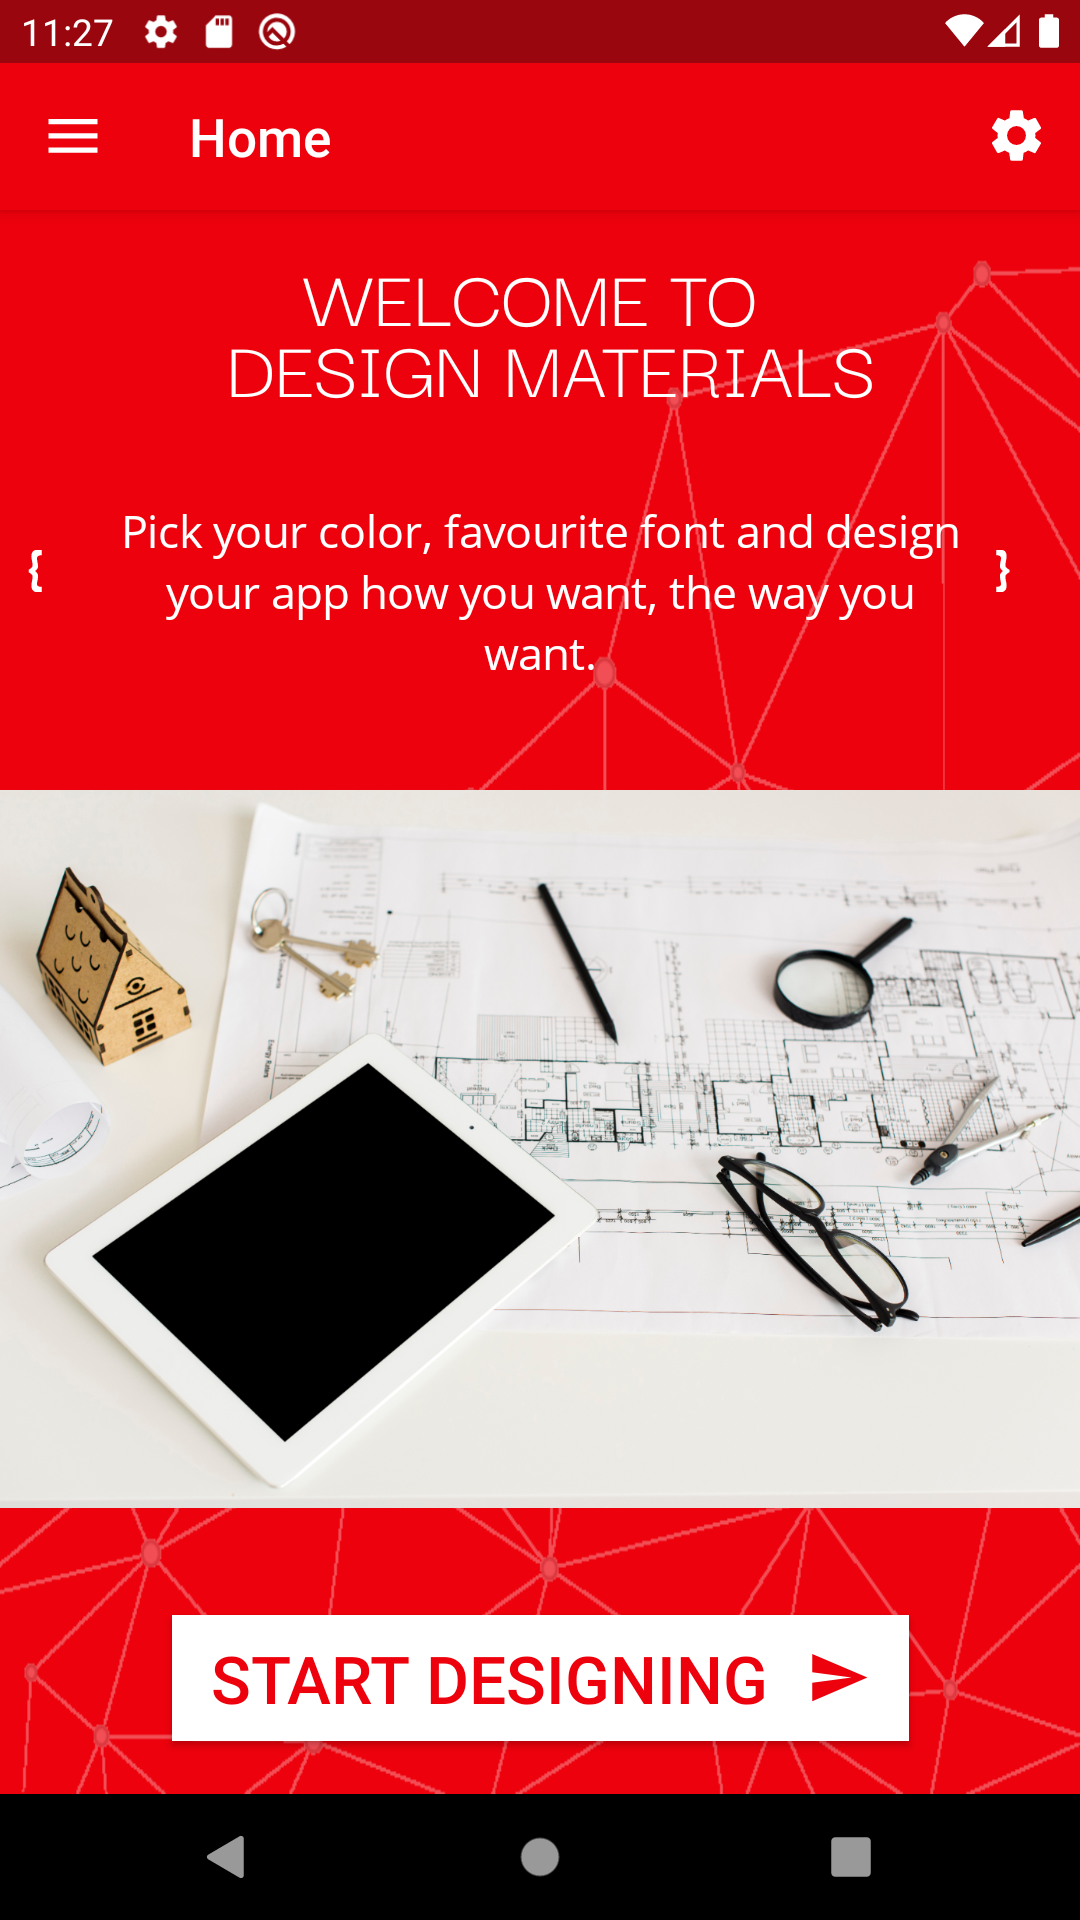 11:27
Home
WELCOME TO
DESIGN MATERIALS
Pick your color, favourite font and design
{ your app how you want, the way you }
want.
START DESIGNING